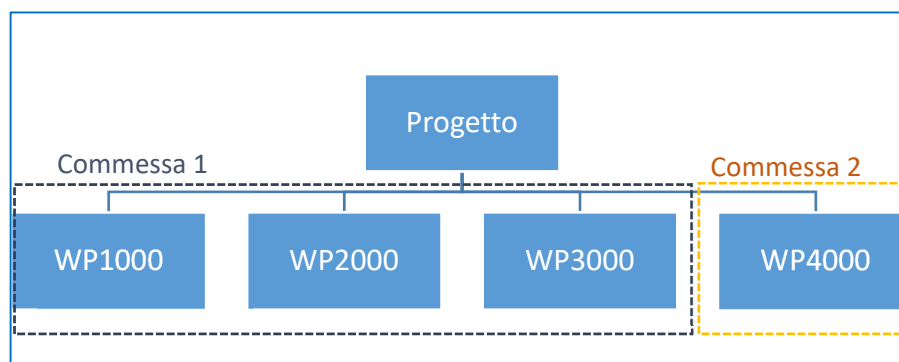 Progetto
Commessa 1
Commessa 2
WP1000
WP2000
WP3000
WP4000